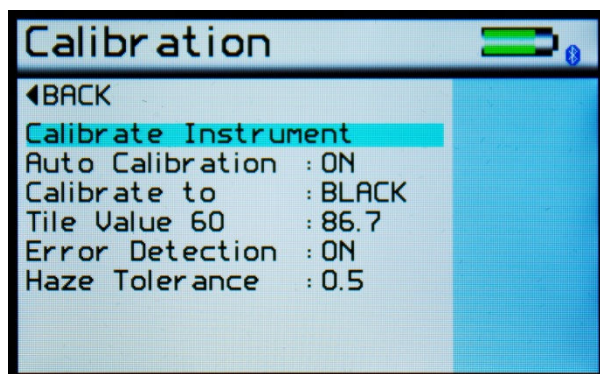 Calibration
◀BACK
Calibrate Instrument
Auto Calibration : ON
Calibrate to : BLACK
Tile Value 60 : 86.7
Error Detection : ON
Haze Tolerance : 0.5